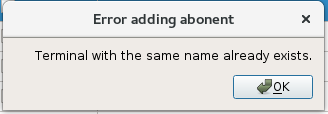 Error adding abonent
Terminal with the same name already exists.
OK